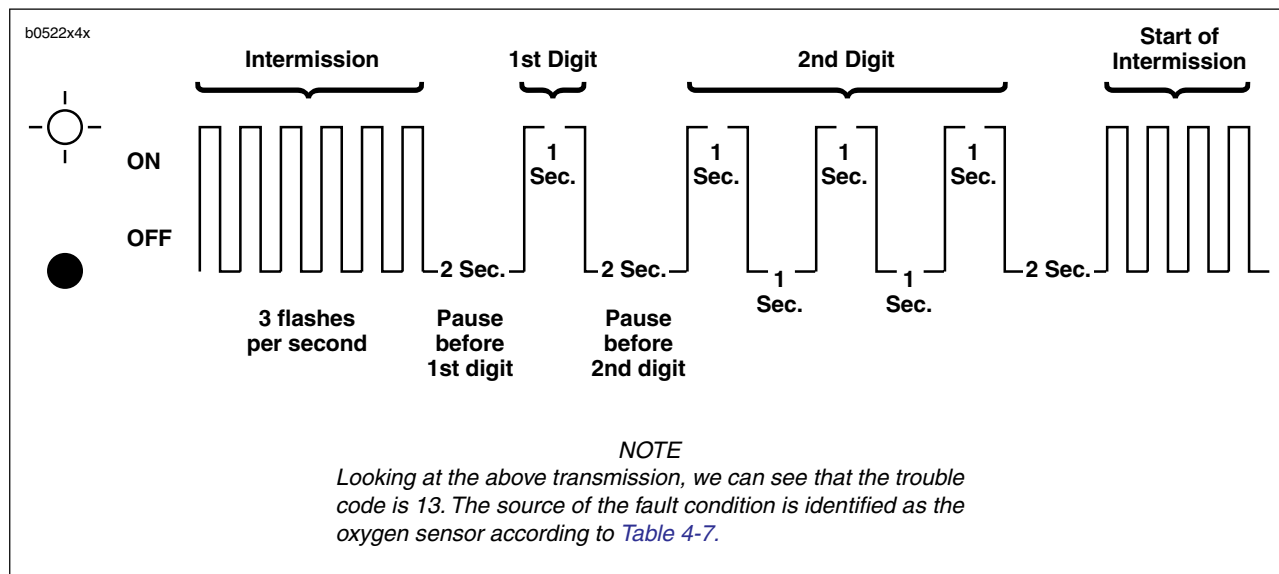 b0522x4x
Intermission
1st Digit
2nd Digit
Start of
Intermission
ON
OFF
1
Sec.
1
Sec.
1
Sec.
1
Sec.
2 Sec.
2 Sec.
1
Sec.
1
Sec.
2 Sec.
3 flashes
per second
Pause
before
1st digit
Pause
before
2nd digit
NOTE
Looking at the above transmission, we can see that the trouble
code is 13. The source of the fault condition is identified as the
oxygen sensor according to Table 4-7.